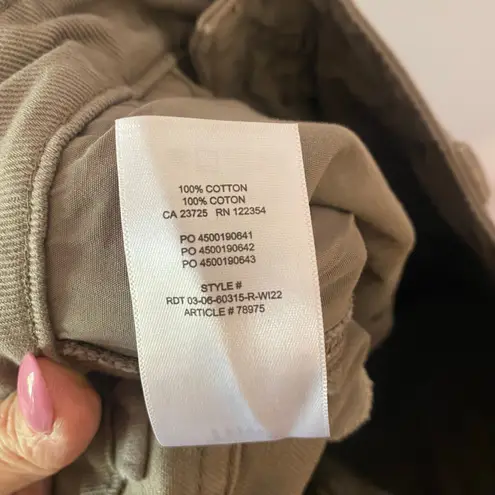 100% COTTON
100% COTON
CA 23725 RN 122354
PO 4500190641
PO 4500190642
PO 4500190643
STYLE #
RDT 03-06-60315-R-WI22
ARTICLE # 78975